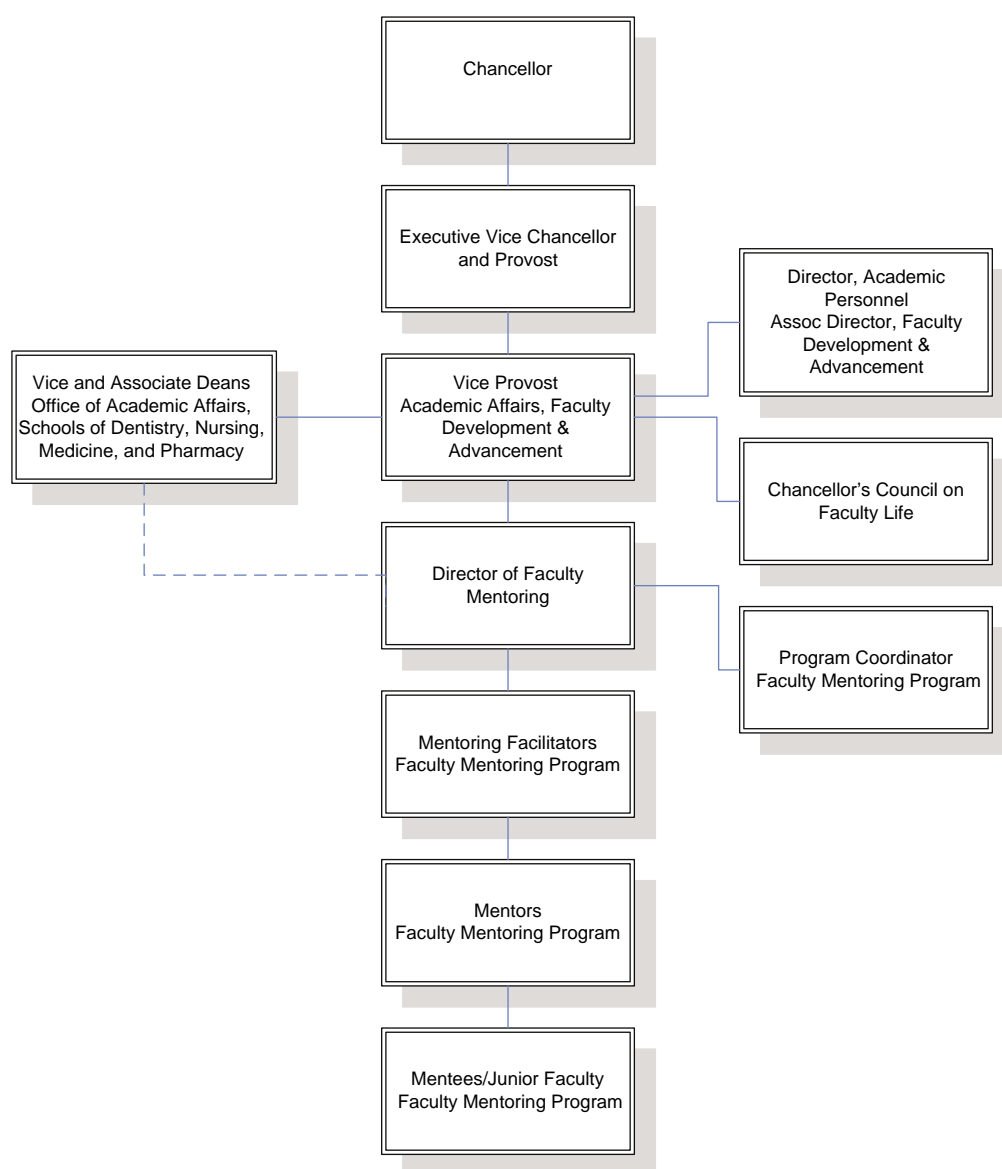 Chancellor
Executive Vice Chancellor
and Provost
Director, Academic
Personnel
Assoc Director, Faculty
Development &
Advancement
Vice and Associate Deans
Office of Academic Affairs,
Schools of Dentistry, Nursing,
Medicine, and Pharmacy
Vice Provost
Academic Affairs, Faculty
Development &
Advancement
Chancellor’s Council on
Faculty Life
Director of Faculty
Mentoring
Program Coordinator
Faculty Mentoring Program
Mentoring Facilitators
Faculty Mentoring Program
Mentors
Faculty Mentoring Program
Mentees/Junior Faculty
Faculty Mentoring Program